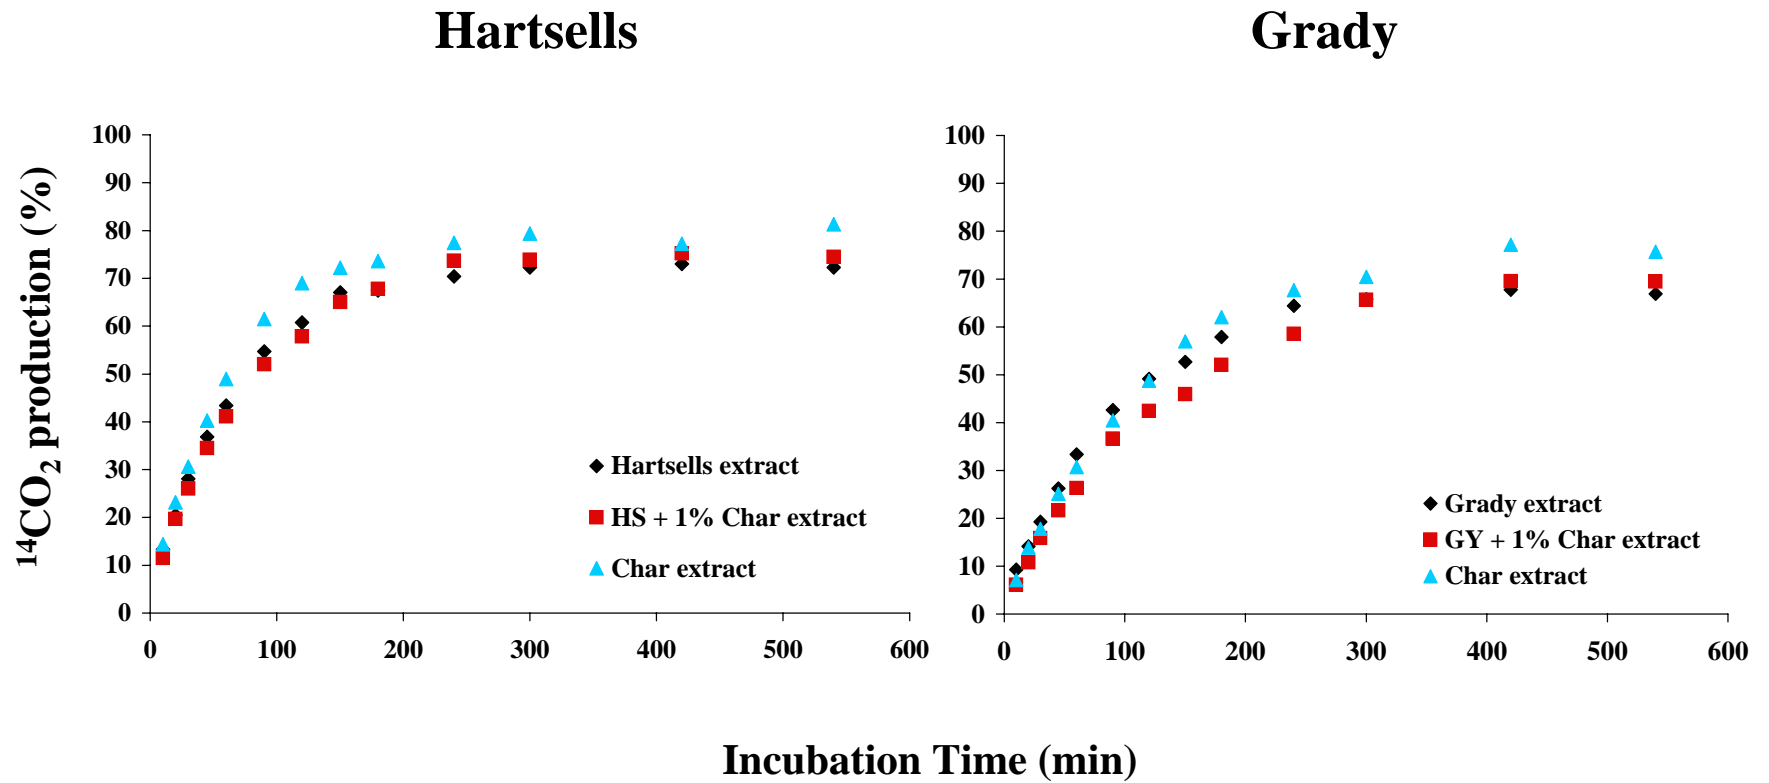 Hartsells
Grady
¹⁴CO₂ production (%)
100
90
80
70
60
50
40
30
20
10
0
0 100 200 300 400 500 600
Hartsells extract
HS + 1% Char extract
Char extract
100
90
80
70
60
50
40
30
20
10
0
0 100 200 300 400 500 600
Grady extract
GY + 1% Char extract
Char extract
Incubation Time (min)